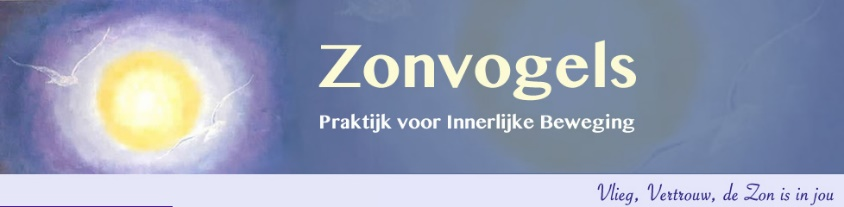 Zonvogels
Praktijk voor Innerlijke Beweging
Vlieg, Vertrouw, de Zon is in jou